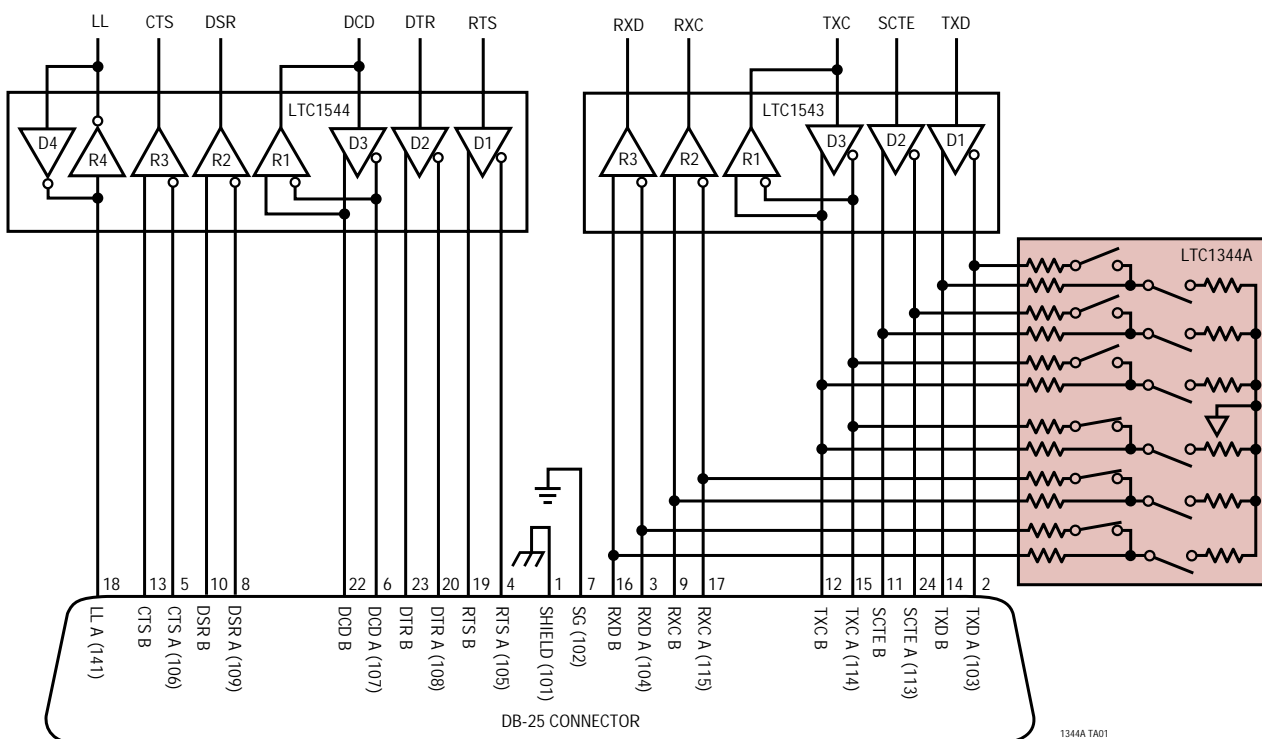 LL CTS DSR DCD DTR RTS RXD RXC TXC SCTE TXD
LTC1544 LTC1543
D4 R4 R3 R2 R1 D3 D2 D1 R3 R2 R1 D3 D2 D1
LTC1344A
18 13 5 10 8 22 6 23 20 19 4 1 7 16 3 9 17 12 15 11 24 14 2
LL A (141)
CTS B
CTS A (106)
DSR B
DSR A (109)
DCD B
DCD A (107)
DTR B
DTR A (108)
RTS B
RTS A (105)
SHIELD (101)
SG (102)
RXD B
RXD A (104)
RXC B
RXC A (115)
TXC B
TXC A (114)
SCTE B
SCTE A (113)
TXD B
TXD A (103)
DB-25 CONNECTOR
1344A TA01